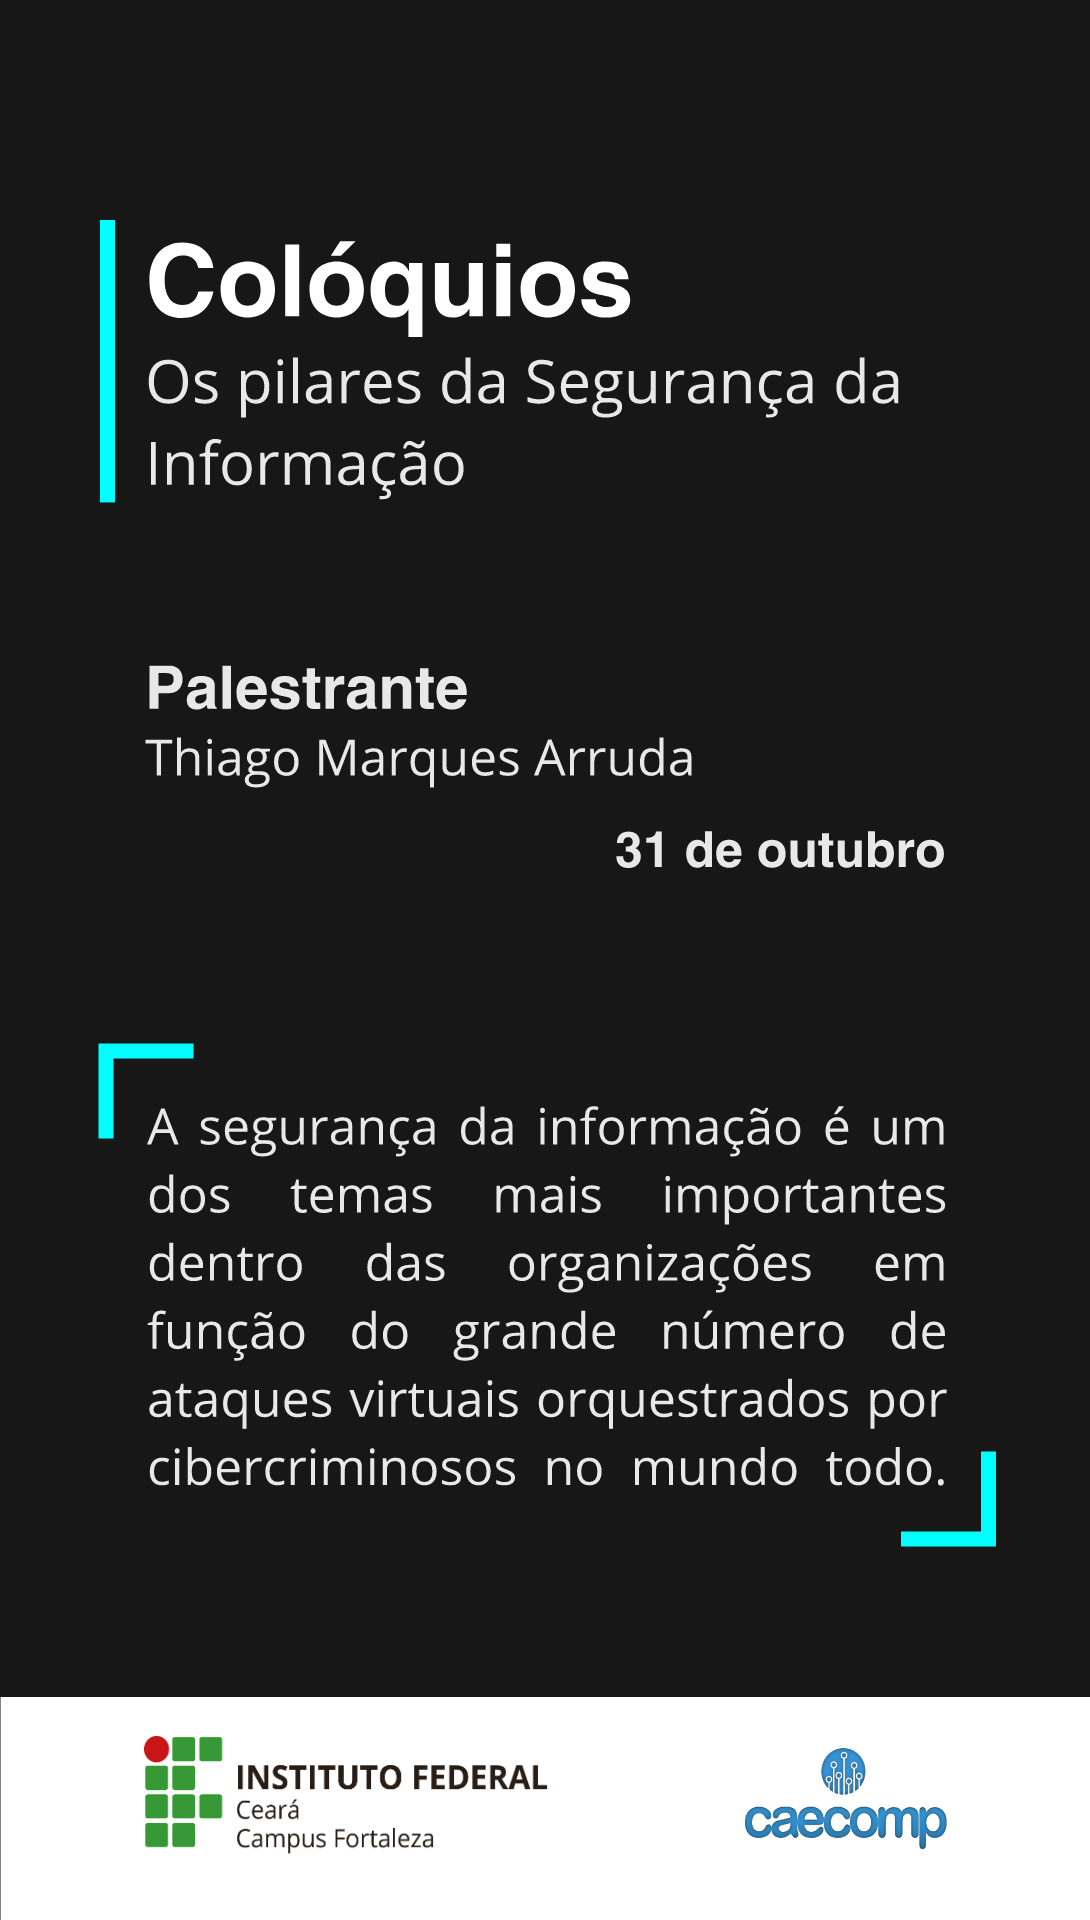 Colóquios
Os pilares da Segurança da
Informação
Palestrante
Thiago Marques Arruda
31 de outubro
A segurança da informação é um
dos temas mais importantes
dentro das organizações em
função do grande número de
ataques virtuais orquestrados por
cibercriminosos no mundo todo.
INSTITUTO FEDERAL
Ceará
Campus Fortaleza
caecomp